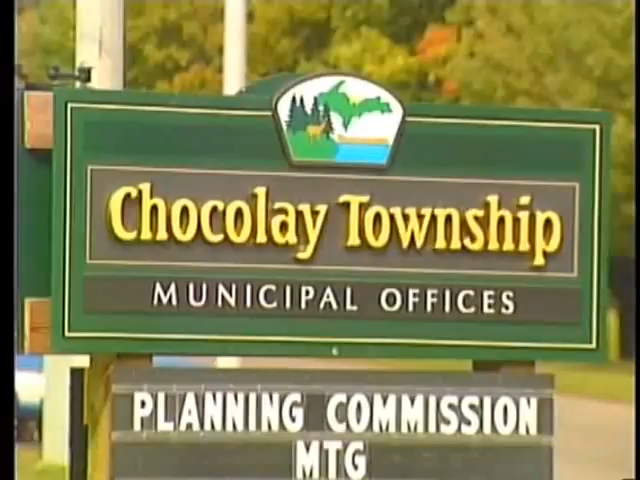 Chocolay Township
MUNICIPAL OFFICES
PLANNING COMMISSION
MTG